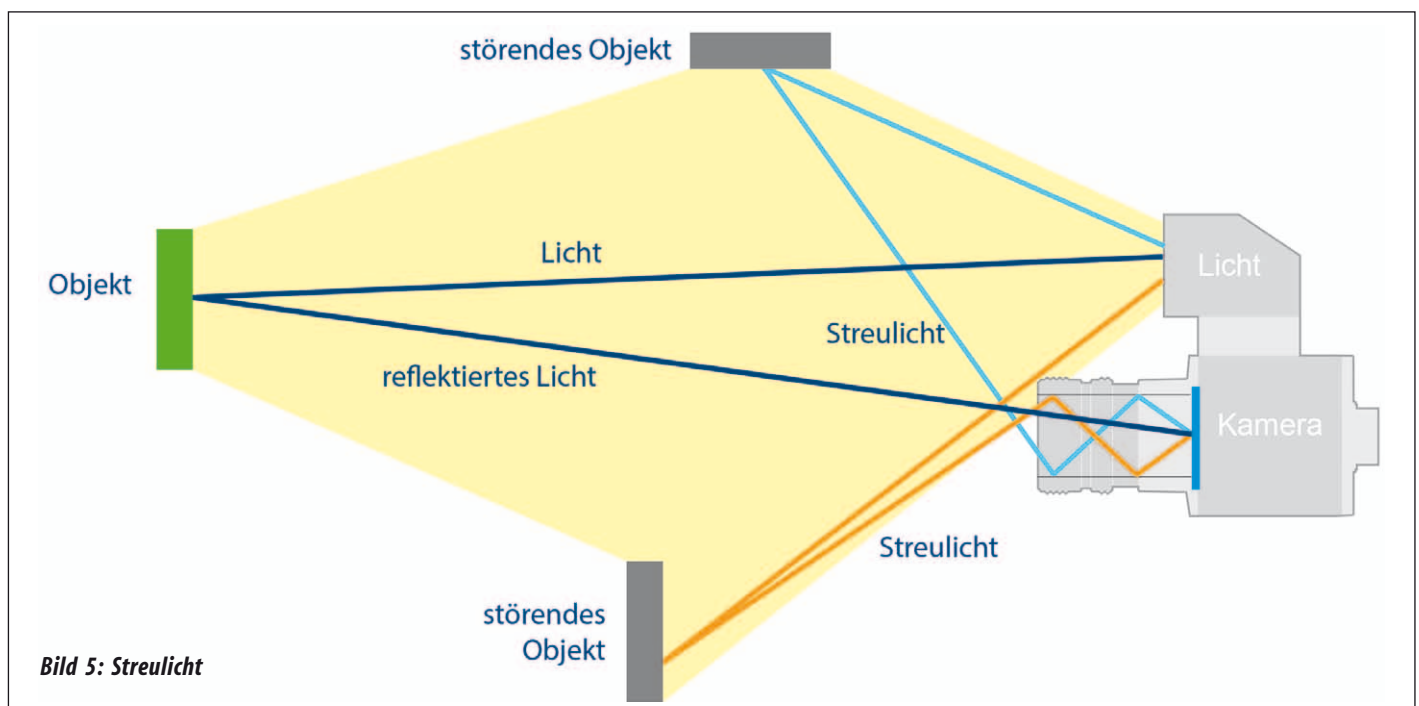 störendes Objekt
Licht
Licht
Objekt
Streulicht
reflektiertes Licht
Kamera
Streulicht
störendes
Objekt
Bild 5: Streulicht